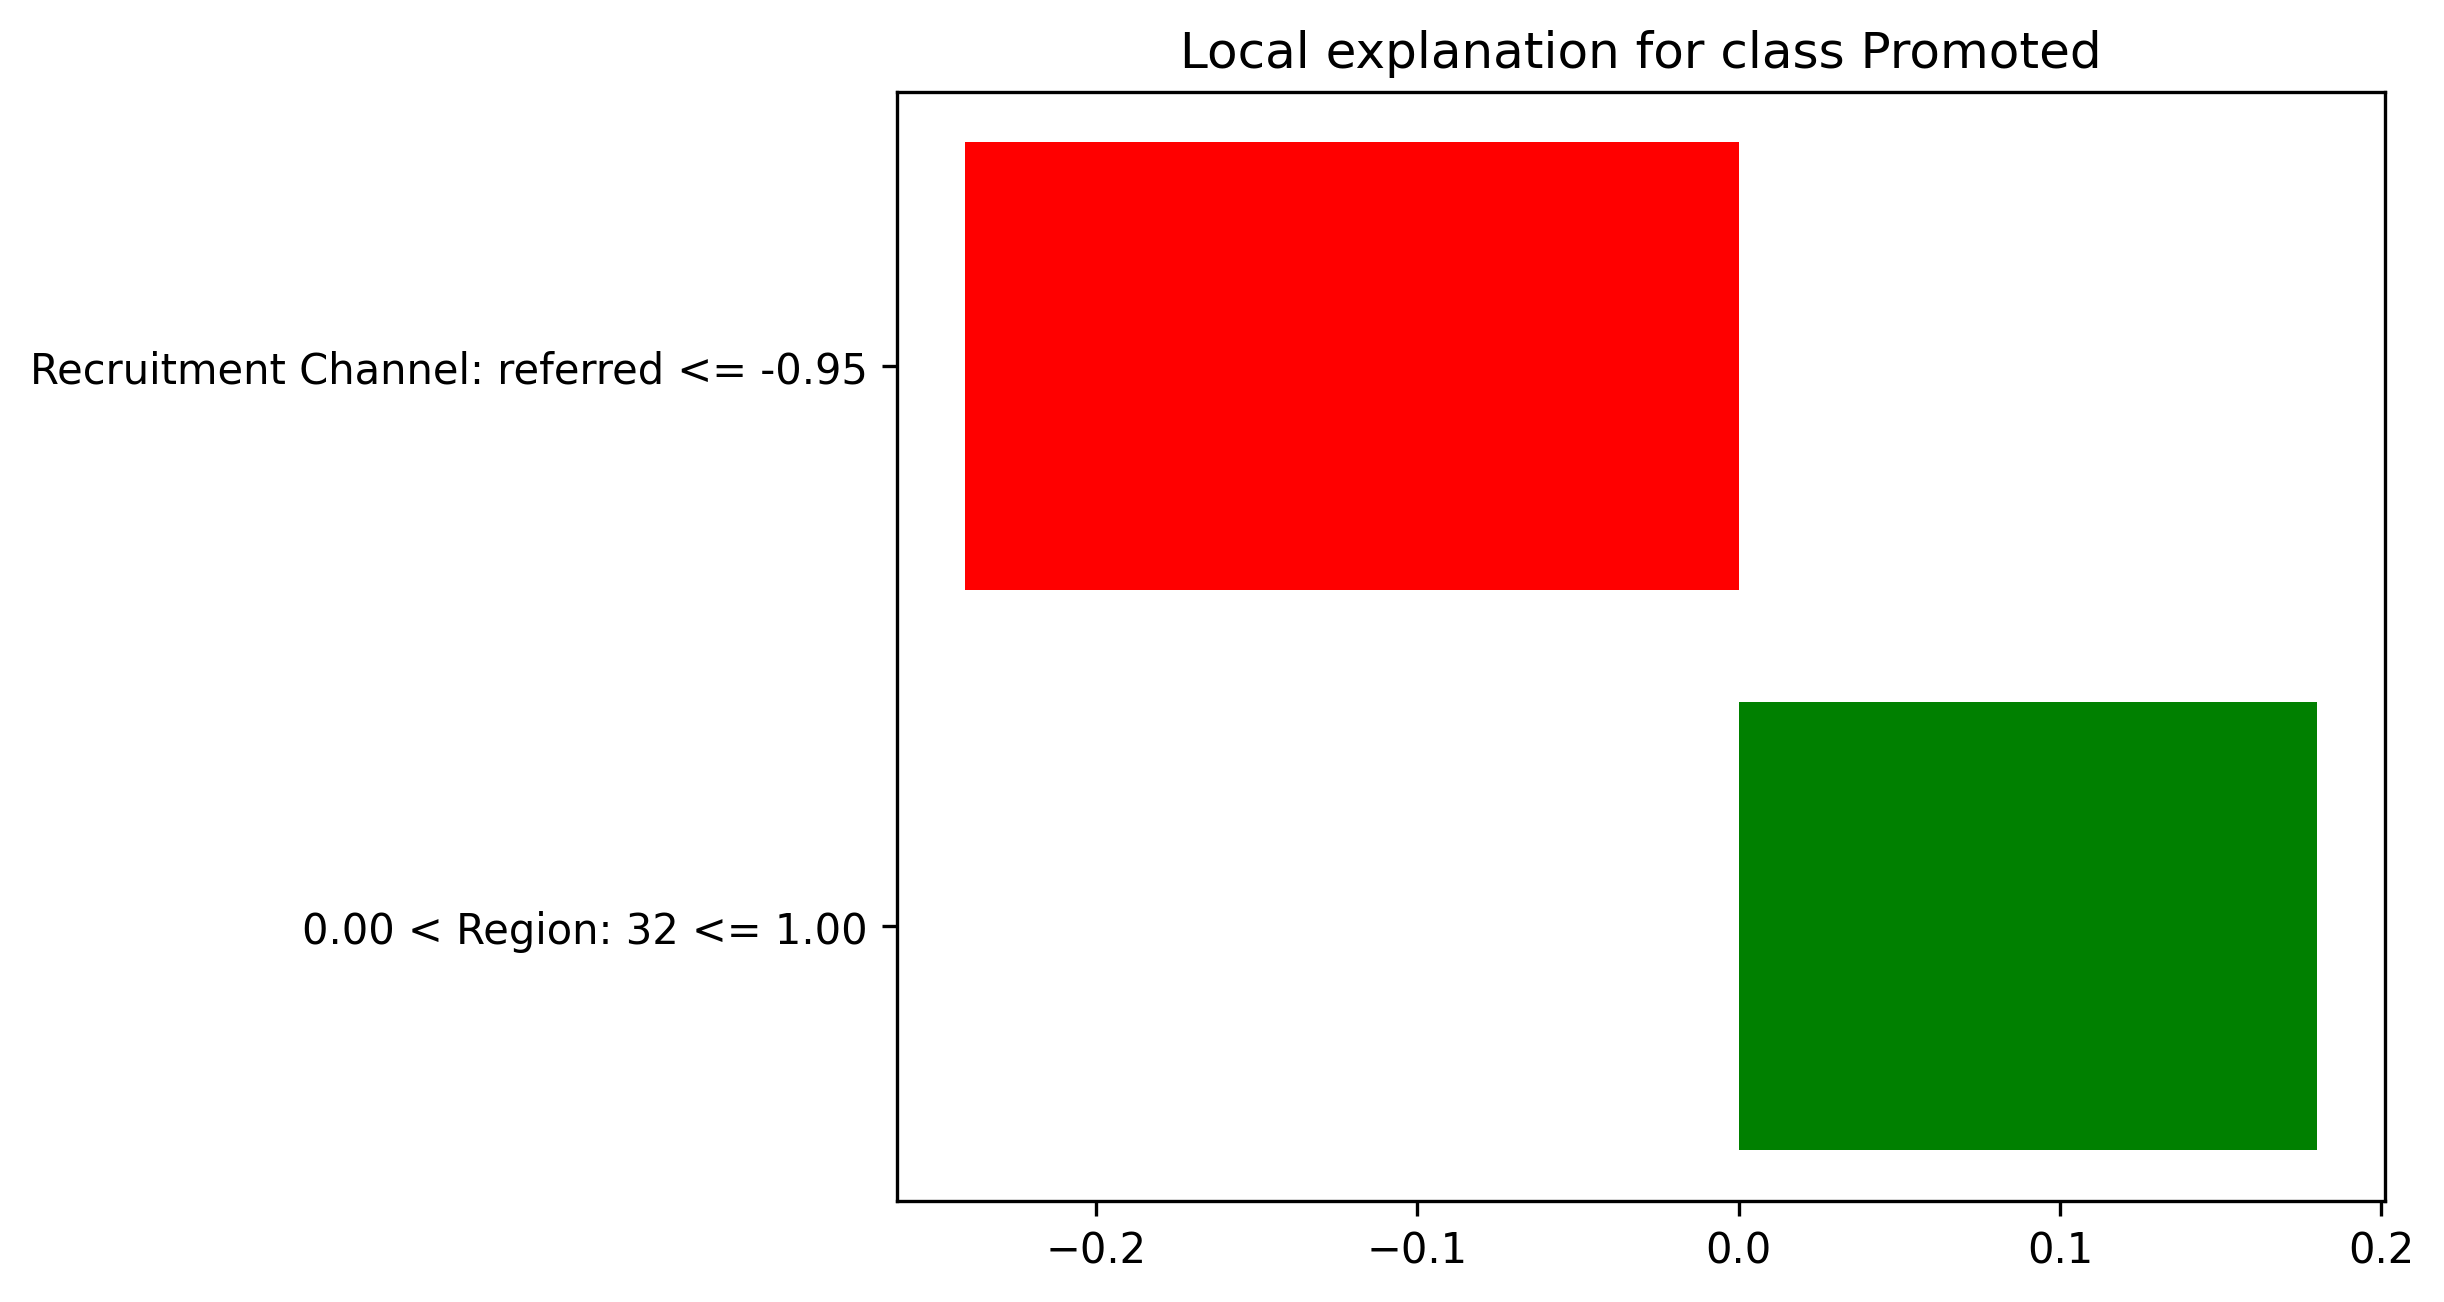 Local explanation for class Promoted
Recruitment Channel: referred <= -0.95
0.00 < Region: 32 <= 1.00
−0.2 −0.1 0.0 0.1 0.2